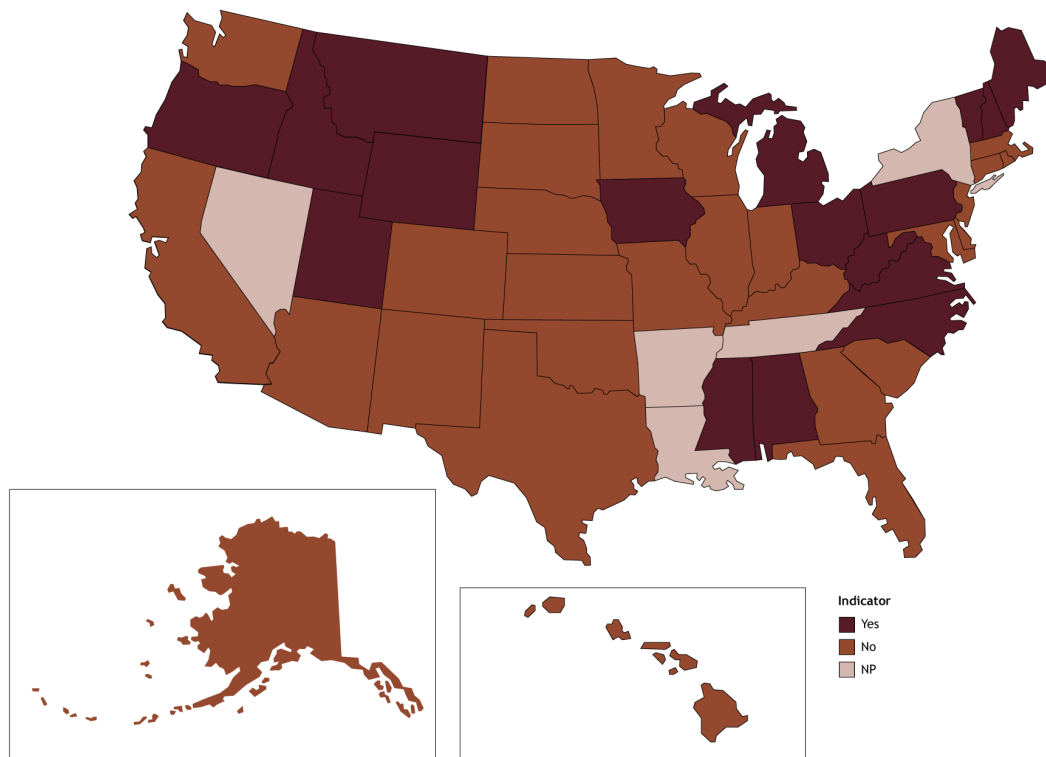 Indicator
Yes
No
NP